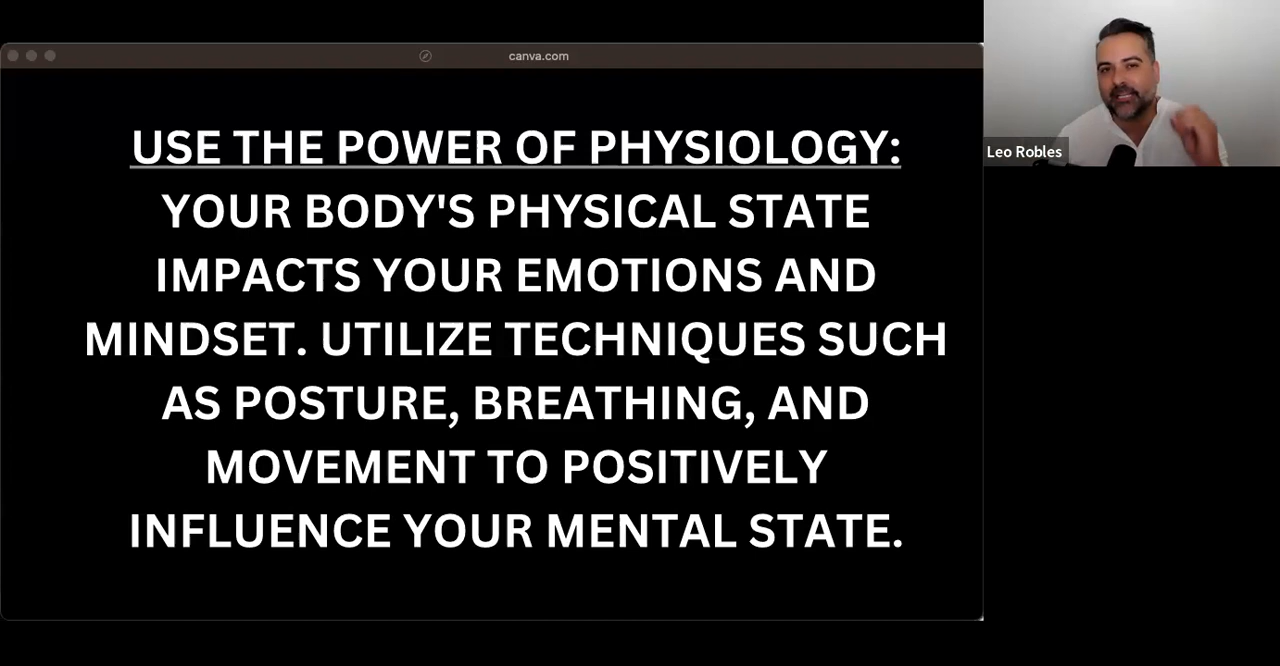 canva.com
USE THE POWER OF PHYSIOLOGY:
YOUR BODY'S PHYSICAL STATE
IMPACTS YOUR EMOTIONS AND
MINDSET. UTILIZE TECHNIQUES SUCH
AS POSTURE, BREATHING, AND
MOVEMENT TO POSITIVELY
INFLUENCE YOUR MENTAL STATE.
Leo Robles